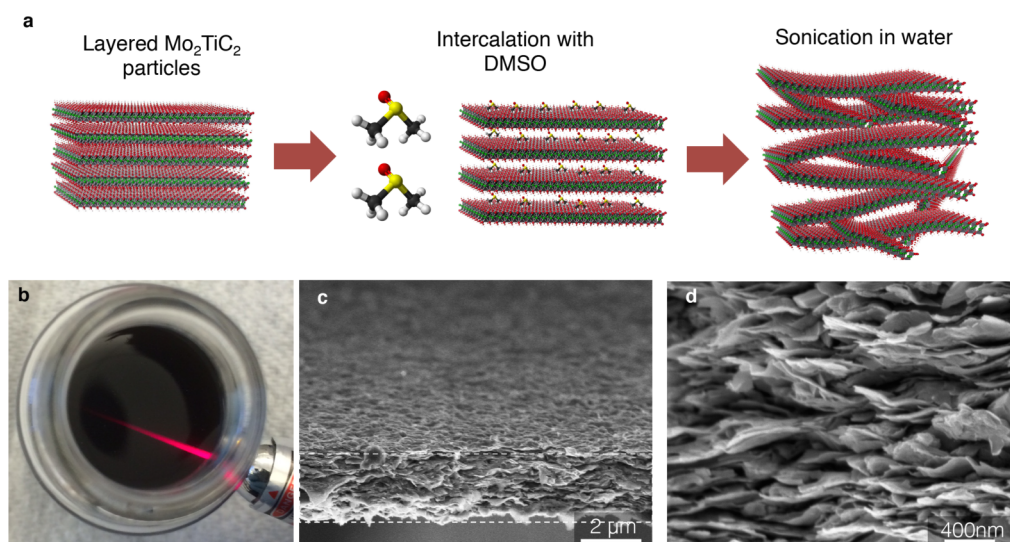 a
Layered Mo₂TiC₂
particles
Intercalation with
DMSO
Sonication in water
b
c
d
2 μm
400nm